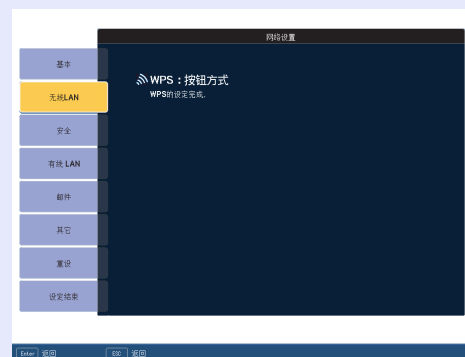 网络设置
基本
无线LAN
安全
有线 LAN
邮件
其它
重设
设定结束
WPS：按钮方式
WPS的设定完成.
Enter 返回 ESC 返回